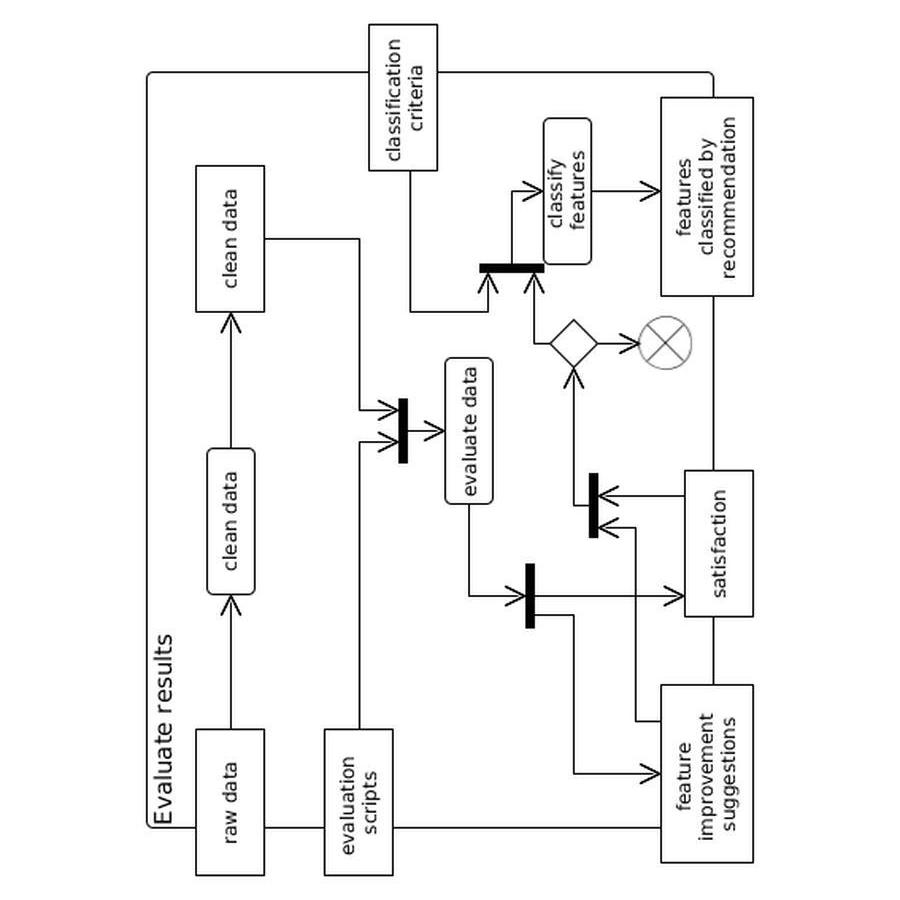 Evaluate results
raw data
clean data
clean data
evaluation
scripts
classification
criteria
evaluate data
classify
features
feature
improvement
suggestions
satisfaction
features
classified by
recommendation